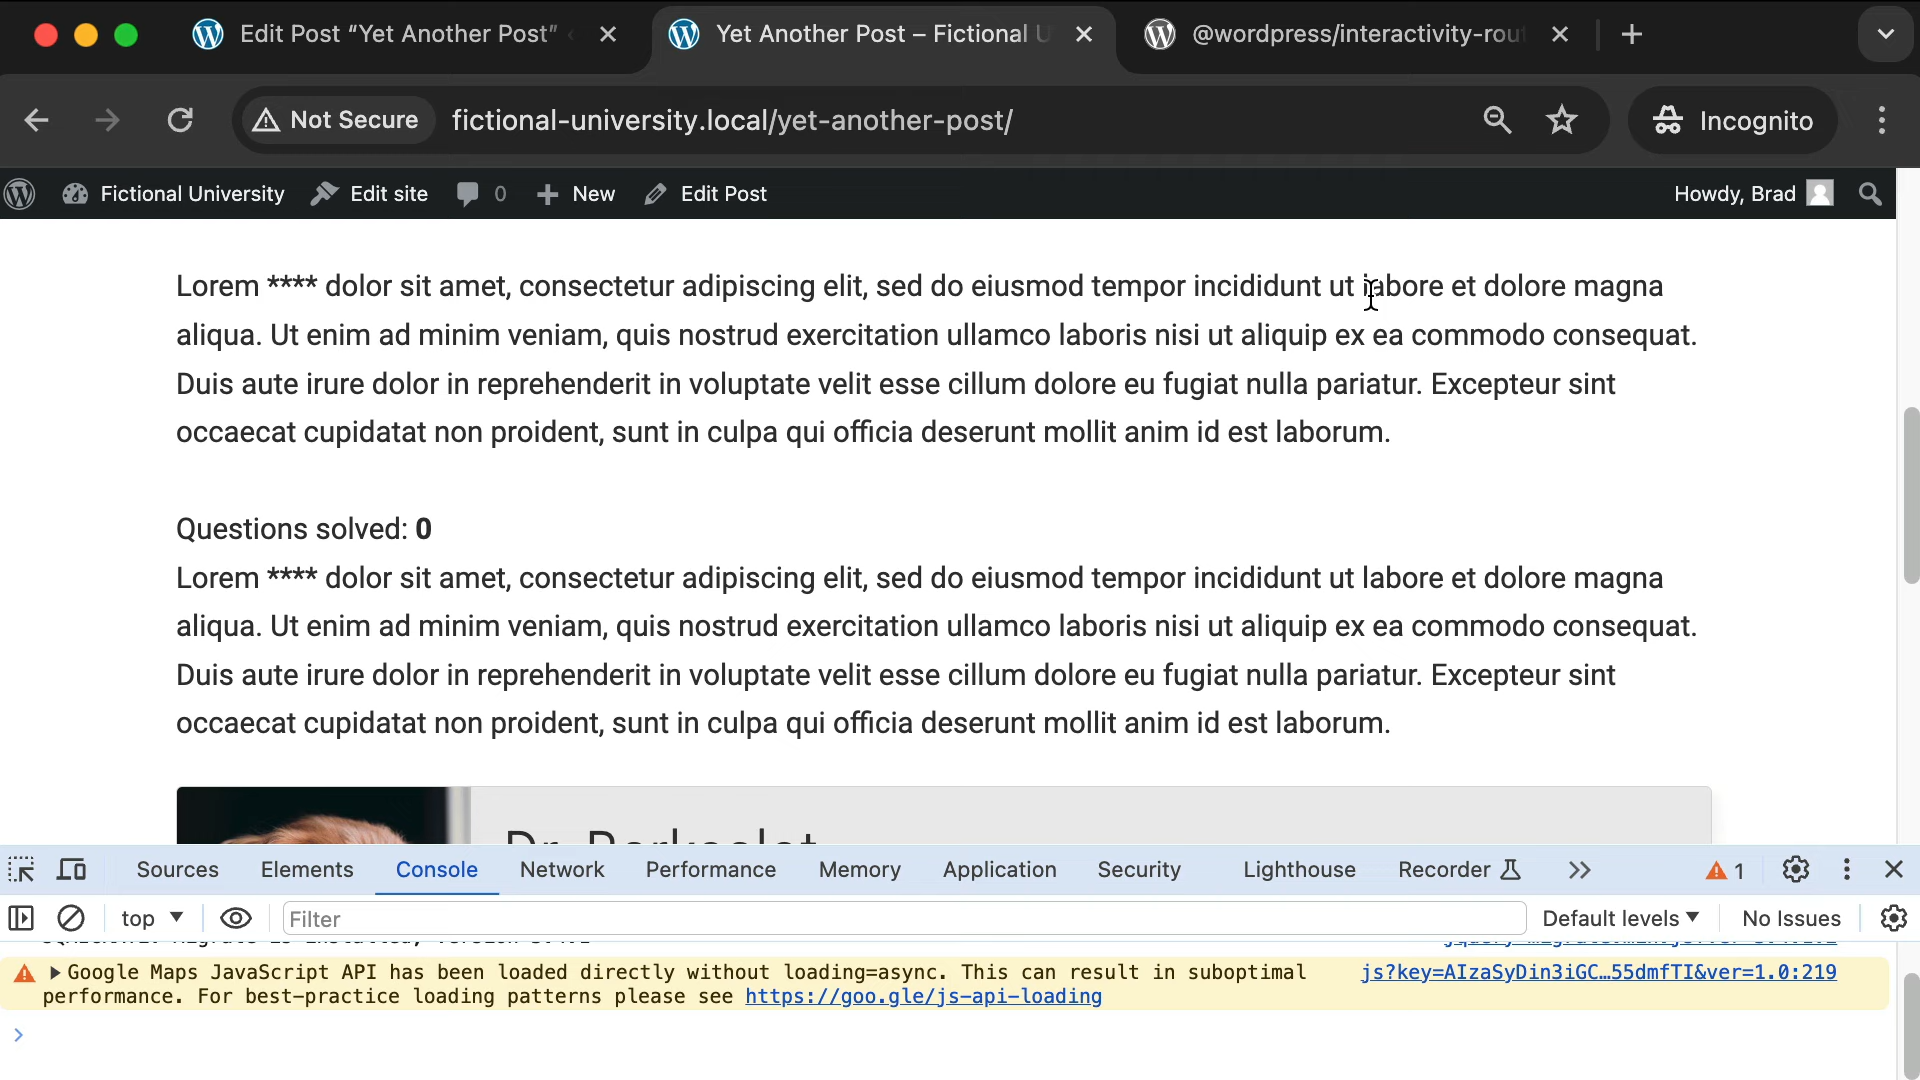 Edit Post “Yet Another Post”
Yet Another Post – Fictional U
@wordpress/interactivity-rou
Not Secure
fictional-university.local/yet-another-post/
Incognito
Fictional University
Edit site
0
New
Edit Post
Howdy, Brad
Lorem **** dolor sit amet, consectetur adipiscing elit, sed do eiusmod tempor incididunt ut labore et dolore magna
aliqua. Ut enim ad minim veniam, quis nostrud exercitation ullamco laboris nisi ut aliquip ex ea commodo consequat.
Duis aute irure dolor in reprehenderit in voluptate velit esse cillum dolore eu fugiat nulla pariatur. Excepteur sint
occaecat cupidatat non proident, sunt in culpa qui officia deserunt mollit anim id est laborum.
Questions solved: 0
Lorem **** dolor sit amet, consectetur adipiscing elit, sed do eiusmod tempor incididunt ut labore et dolore magna
aliqua. Ut enim ad minim veniam, quis nostrud exercitation ullamco laboris nisi ut aliquip ex ea commodo consequat.
Duis aute irure dolor in reprehenderit in voluptate velit esse cillum dolore eu fugiat nulla pariatur. Excepteur sint
occaecat cupidatat non proident, sunt in culpa qui officia deserunt mollit anim id est laborum.
Sources
Elements
Console
Network
Performance
Memory
Application
Security
Lighthouse
Recorder
1
top
Filter
Default levels
No Issues
Google Maps JavaScript API has been loaded directly without loading=async. This can result in suboptimal
js?key=AIzaSyDin3iGC…55dmfTI&ver=1.0:219
performance. For best-practice loading patterns please see https://goo.gle/js-api-loading